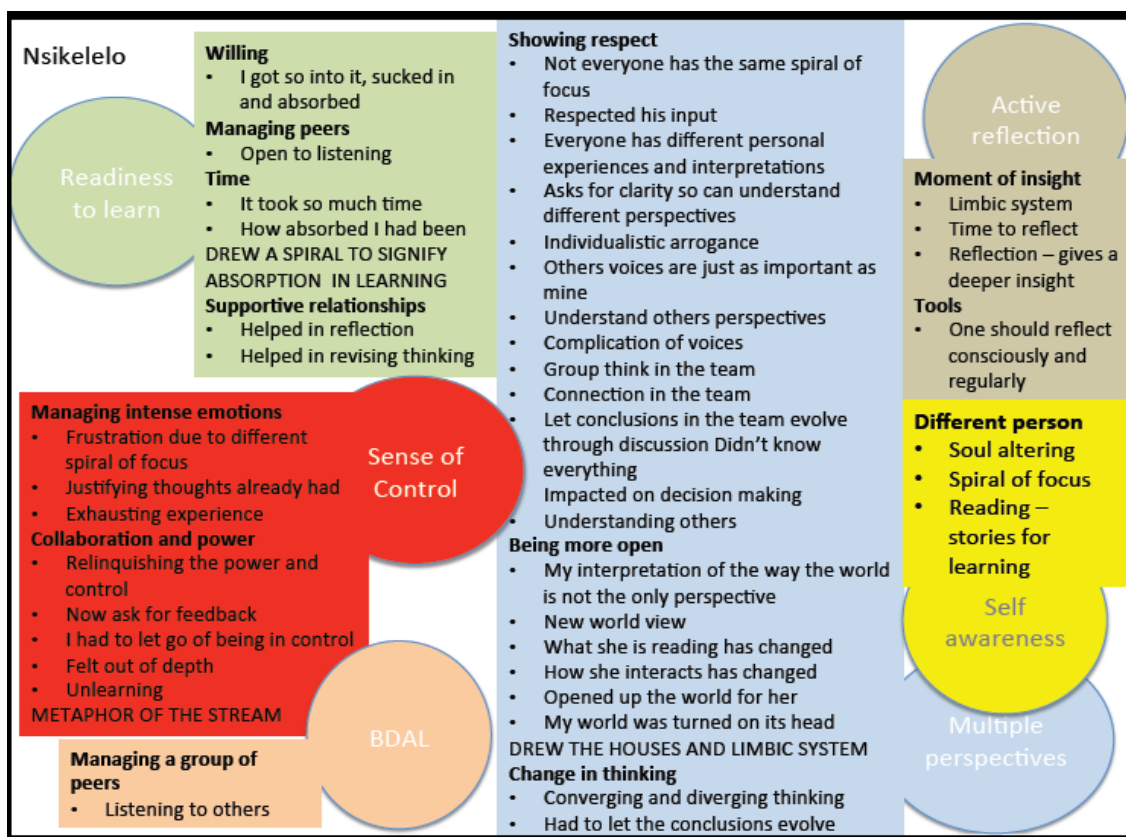 Nsikelelo
Readiness
to learn
Willing
• I got so into it, sucked in
and absorbed
Managing peers
• Open to listening
Time
• It took so much time
• How absorbed I had been
DREW A SPIRAL TO SIGNIFY
ABSORPTION IN LEARNING
Supportive relationships
• Helped in reflection
• Helped in revising thinking
Managing intense emotions
• Frustration due to different
spiral of focus
• Justifying thoughts already had
• Exhausting experience
Collaboration and power
• Relinquishing the power and
control
• Now ask for feedback
• I had to let go of being in control
• Felt out of depth
• Unlearning
METAPHOR OF THE STREAM
Sense of
Control
Managing a group of
peers
• Listening to others
BDAL
Showing respect
• Not everyone has the same spiral of
focus
• Respected his input
• Everyone has different personal
experiences and interpretations
• Asks for clarity so can understand
different perspectives
• Individualistic arrogance
• Others voices are just as important as
mine
• Understand others perspectives
• Complication of voices
• Group think in the team
• Connection in the team
• Let conclusions in the team evolve
through discussion Didn't know
everything
• Impacted on decision making
• Understanding others
Being more open
• My interpretation of the way the world
is not the only perspective
• New world view
• What she is reading has changed
• How she interacts has changed
• Opened up the world for her
• My world was turned on its head
DREW THE HOUSES AND LIMBIC SYSTEM
Change in thinking
• Converging and diverging thinking
• Had to let the conclusions evolve
Active
reflection
Moment of insight
• Limbic system
• Time to reflect
• Reflection – gives a
deeper insight
Tools
• One should reflect
consciously and
regularly
Different person
• Soul altering
• Spiral of focus
• Reading –
stories for
learning
Self
awareness
Multiple
perspectives